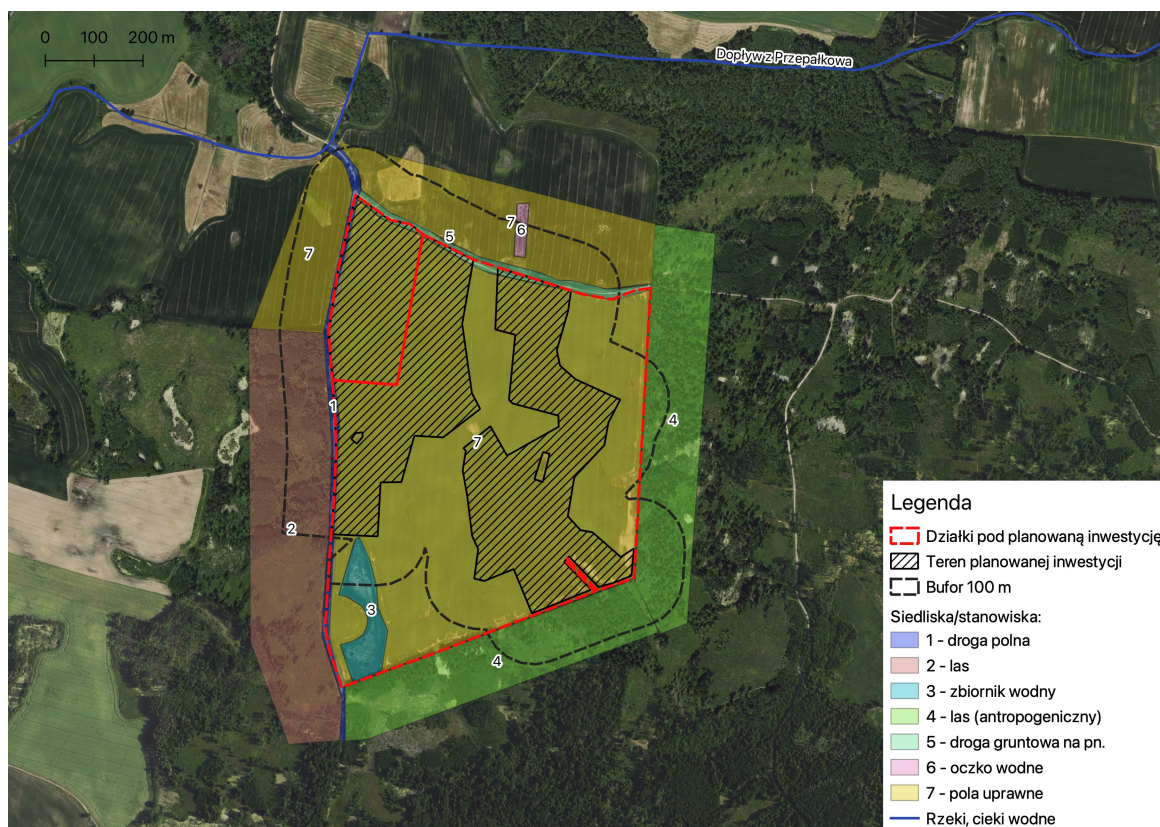 0 100 200 m
Dopływ z Przepałkowa
7
6
5
7
1
4
7
2
3
4
Legenda
Działki pod planowaną inwestycję
Teren planowanej inwestycji
Bufor 100 m
Siedliska/stanowiska:
1 - droga polna
2 - las
3 - zbiornik wodny
4 - las (antropogeniczny)
5 - droga gruntowa na pn.
6 - oczko wodne
7 - pola uprawne
Rzeki, cieki wodne